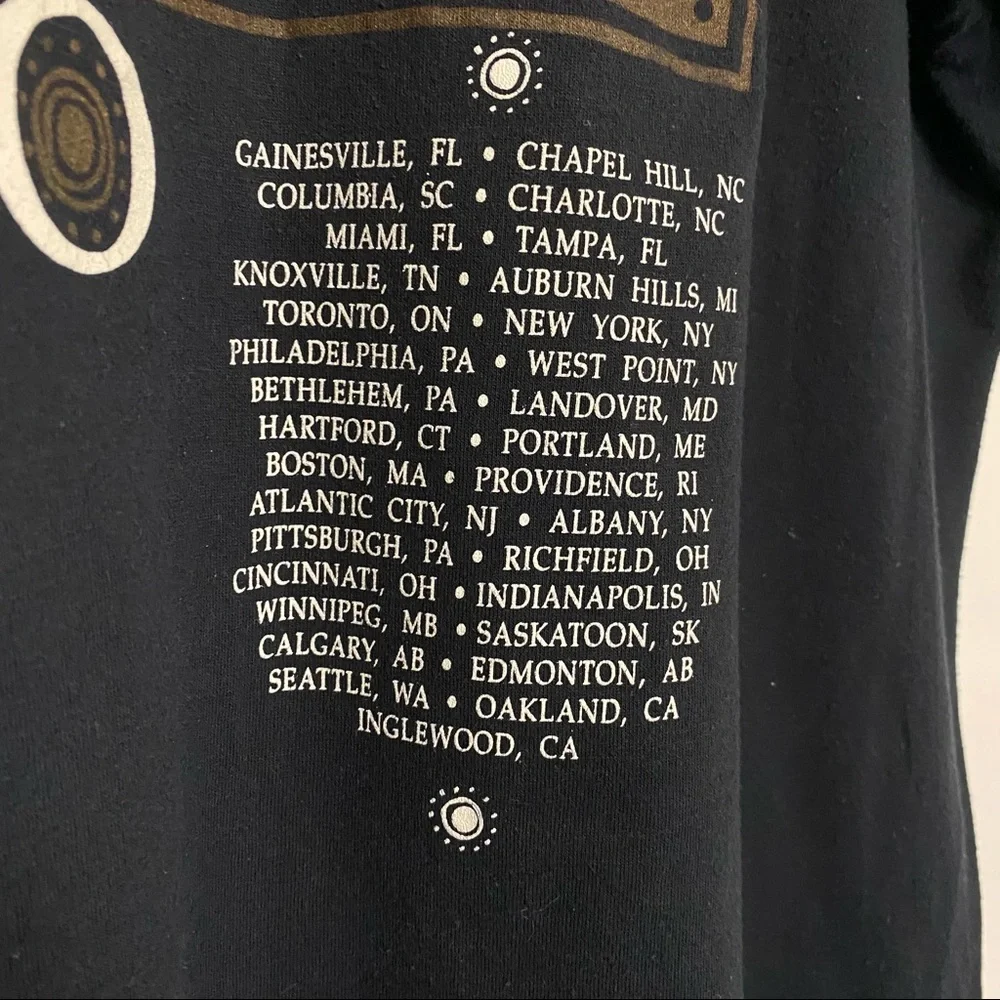 GAINESVILLE, FL • CHAPEL HILL, NC
COLUMBIA, SC • CHARLOTTE, NC
MIAMI, FL • TAMPA, FL
KNOXVILLE, TN • AUBURN HILLS, MI
TORONTO, ON • NEW YORK, NY
PHILADELPHIA, PA • WEST POINT, NY
BETHLEHEM, PA • LANDOVER, MD
HARTFORD, CT • PORTLAND, ME
BOSTON, MA • PROVIDENCE, RI
ATLANTIC CITY, NJ • ALBANY, NY
PITTSBURGH, PA • RICHFIELD, OH
CINCINNATI, OH • INDIANAPOLIS, IN
WINNIPEG, MB • SASKATOON, SK
CALGARY, AB • EDMONTON, AB
SEATTLE, WA • OAKLAND, CA
INGLEWOOD, CA